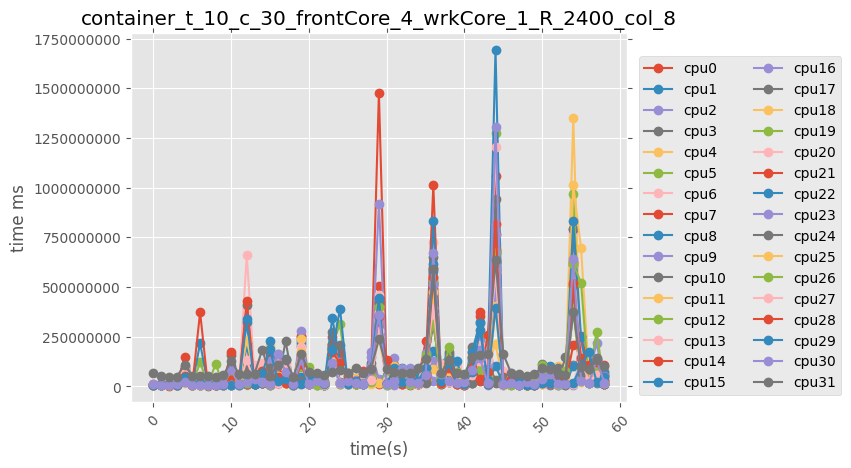 container_t_10_c_30_frontCore_4_wrkCore_1_R_2400_col_8
1750000000
1500000000
1250000000
1000000000
750000000
500000000
250000000
0
time ms
0
10
20
30
40
50
60
time(s)
cpu0
cpu1
cpu2
cpu3
cpu4
cpu5
cpu6
cpu7
cpu8
cpu9
cpu10
cpu11
cpu12
cpu13
cpu14
cpu15
cpu16
cpu17
cpu18
cpu19
cpu20
cpu21
cpu22
cpu23
cpu24
cpu25
cpu26
cpu27
cpu28
cpu29
cpu30
cpu31